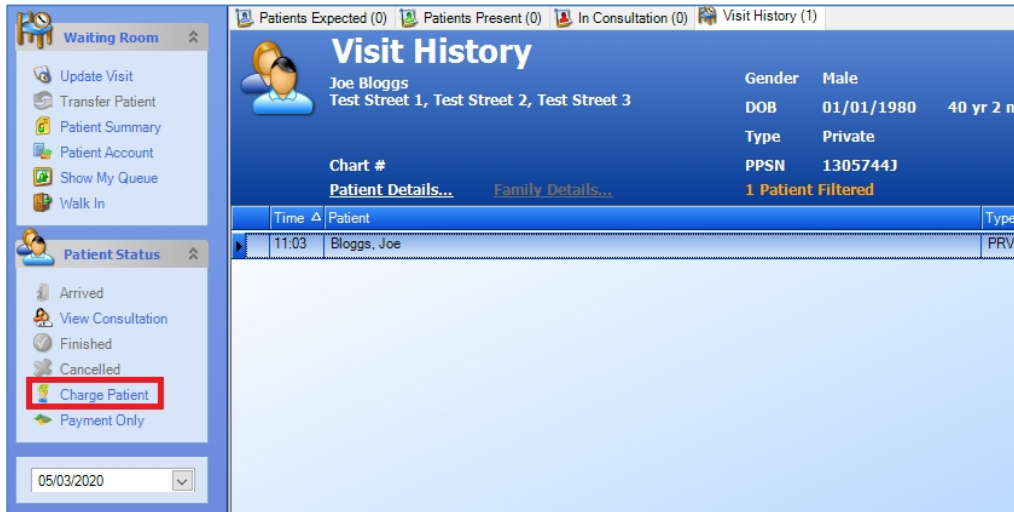 Waiting Room
Update Visit
Transfer Patient
Patient Summary
Patient Account
Show My Queue
Walk In
Patient Status
Arrived
View Consultation
Finished
Cancelled
Charge Patient
Payment Only
05/03/2020
Patients Expected (0) Patients Present (0) In Consultation (0) Visit History (1)
Visit History
Joe Bloggs
Test Street 1, Test Street 2, Test Street 3
Gender Male
DOB 01/01/1980 40 yr 2 m
Type Private
Chart # PPSN 1305744J
Patient Details... Family Details... 1 Patient Filtered
Time Patient Type
11:03 Bloggs, Joe PRV